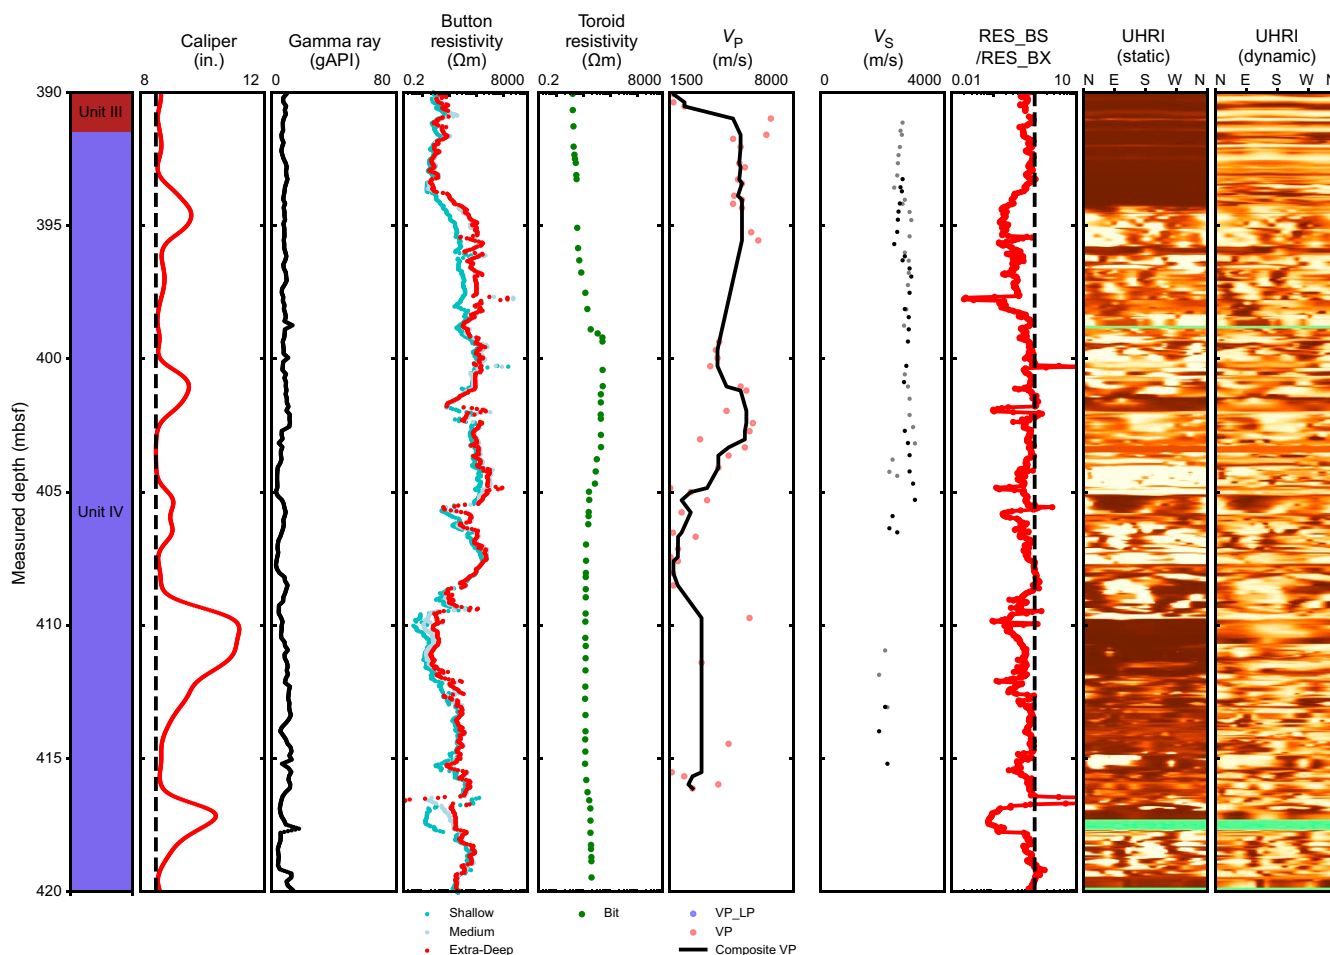 Caliper
(in.)
8 12
Gamma ray
(gAPI)
0 80
Button
resistivity
(Ωm)
0.2 8000
Toroid
resistivity
(Ωm)
0.2 8000
VP
(m/s)
1500 8000
VS
(m/s)
0 4000
RES_BS
/RES_BX
0.01 10
UHRI
(static)
N E S W N
UHRI
(dynamic)
N E S W N
Measured depth (mbsf)
390
395
400
405
410
415
420
Unit III
Unit IV
Shallow
Medium
Extra-Deep
Bit
VP_LP
VP
Composite VP